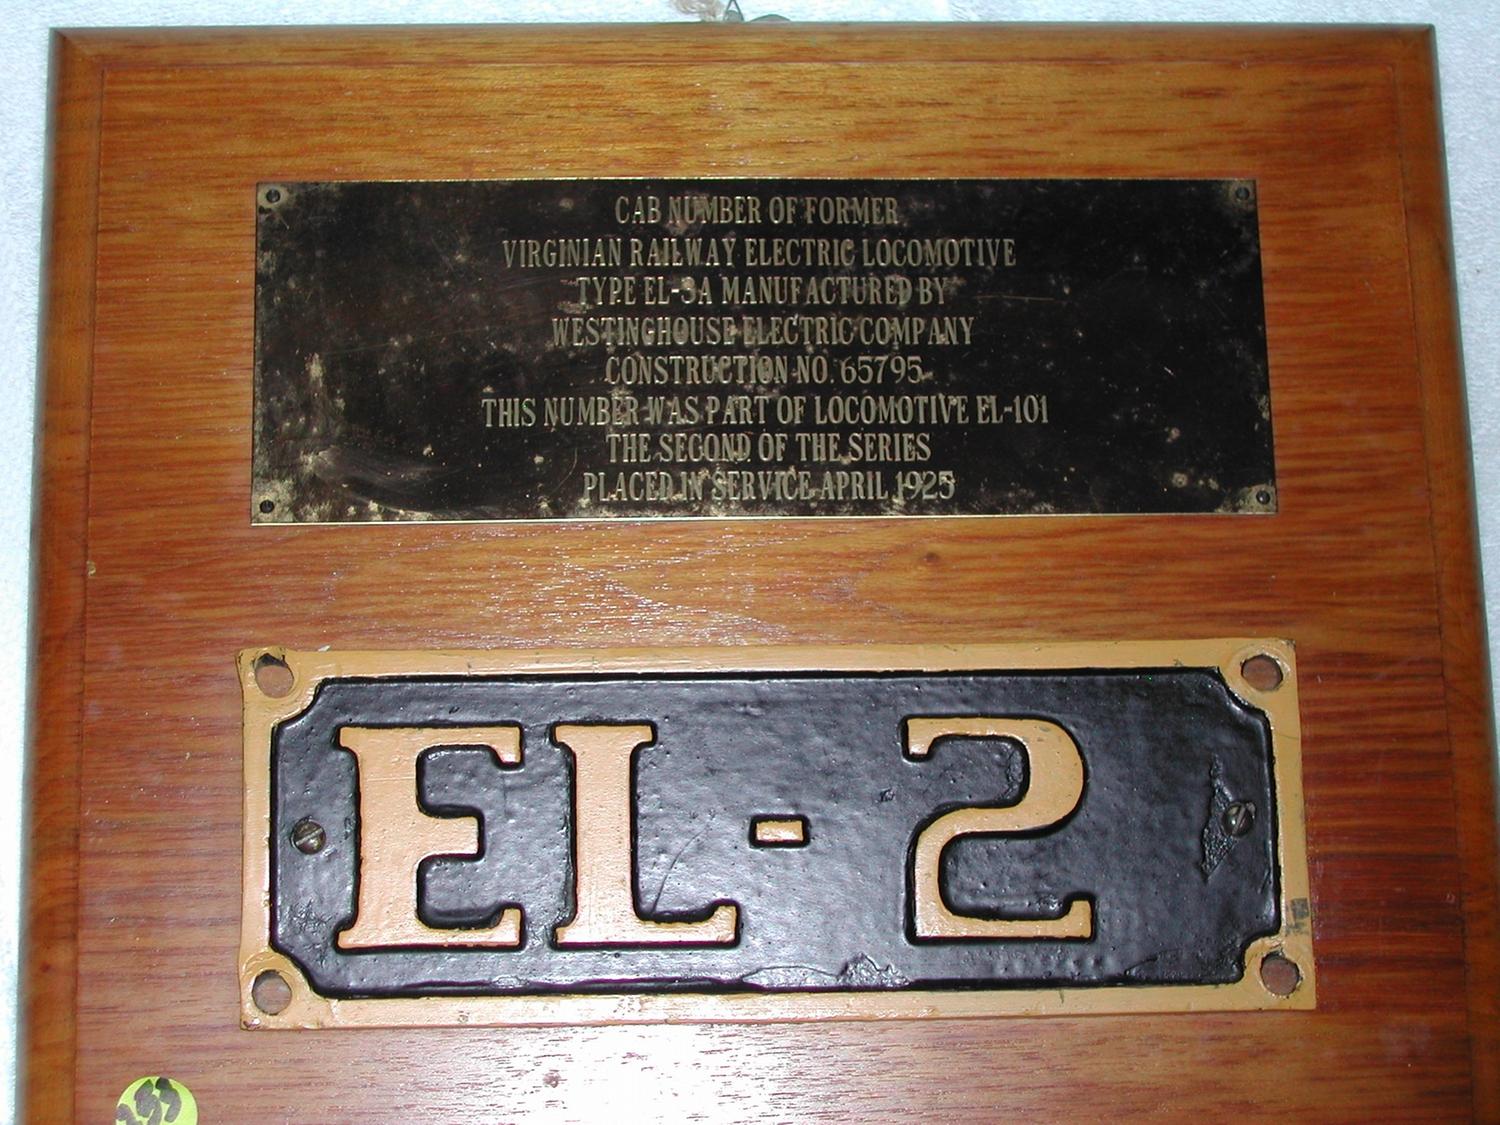 CAB NUMBER OF FORMER
VIRGINIAN RAILWAY ELECTRIC LOCOMOTIVE
TYPE EL-3A MANUFACTURED BY
WESTINGHOUSE ELECTRIC COMPANY
CONSTRUCTION NO. 65795
THIS NUMBER WAS PART OF LOCOMOTIVE EL-101
THE SECOND OF THE SERIES
PLACED IN SERVICE APRIL 1925
EL-2